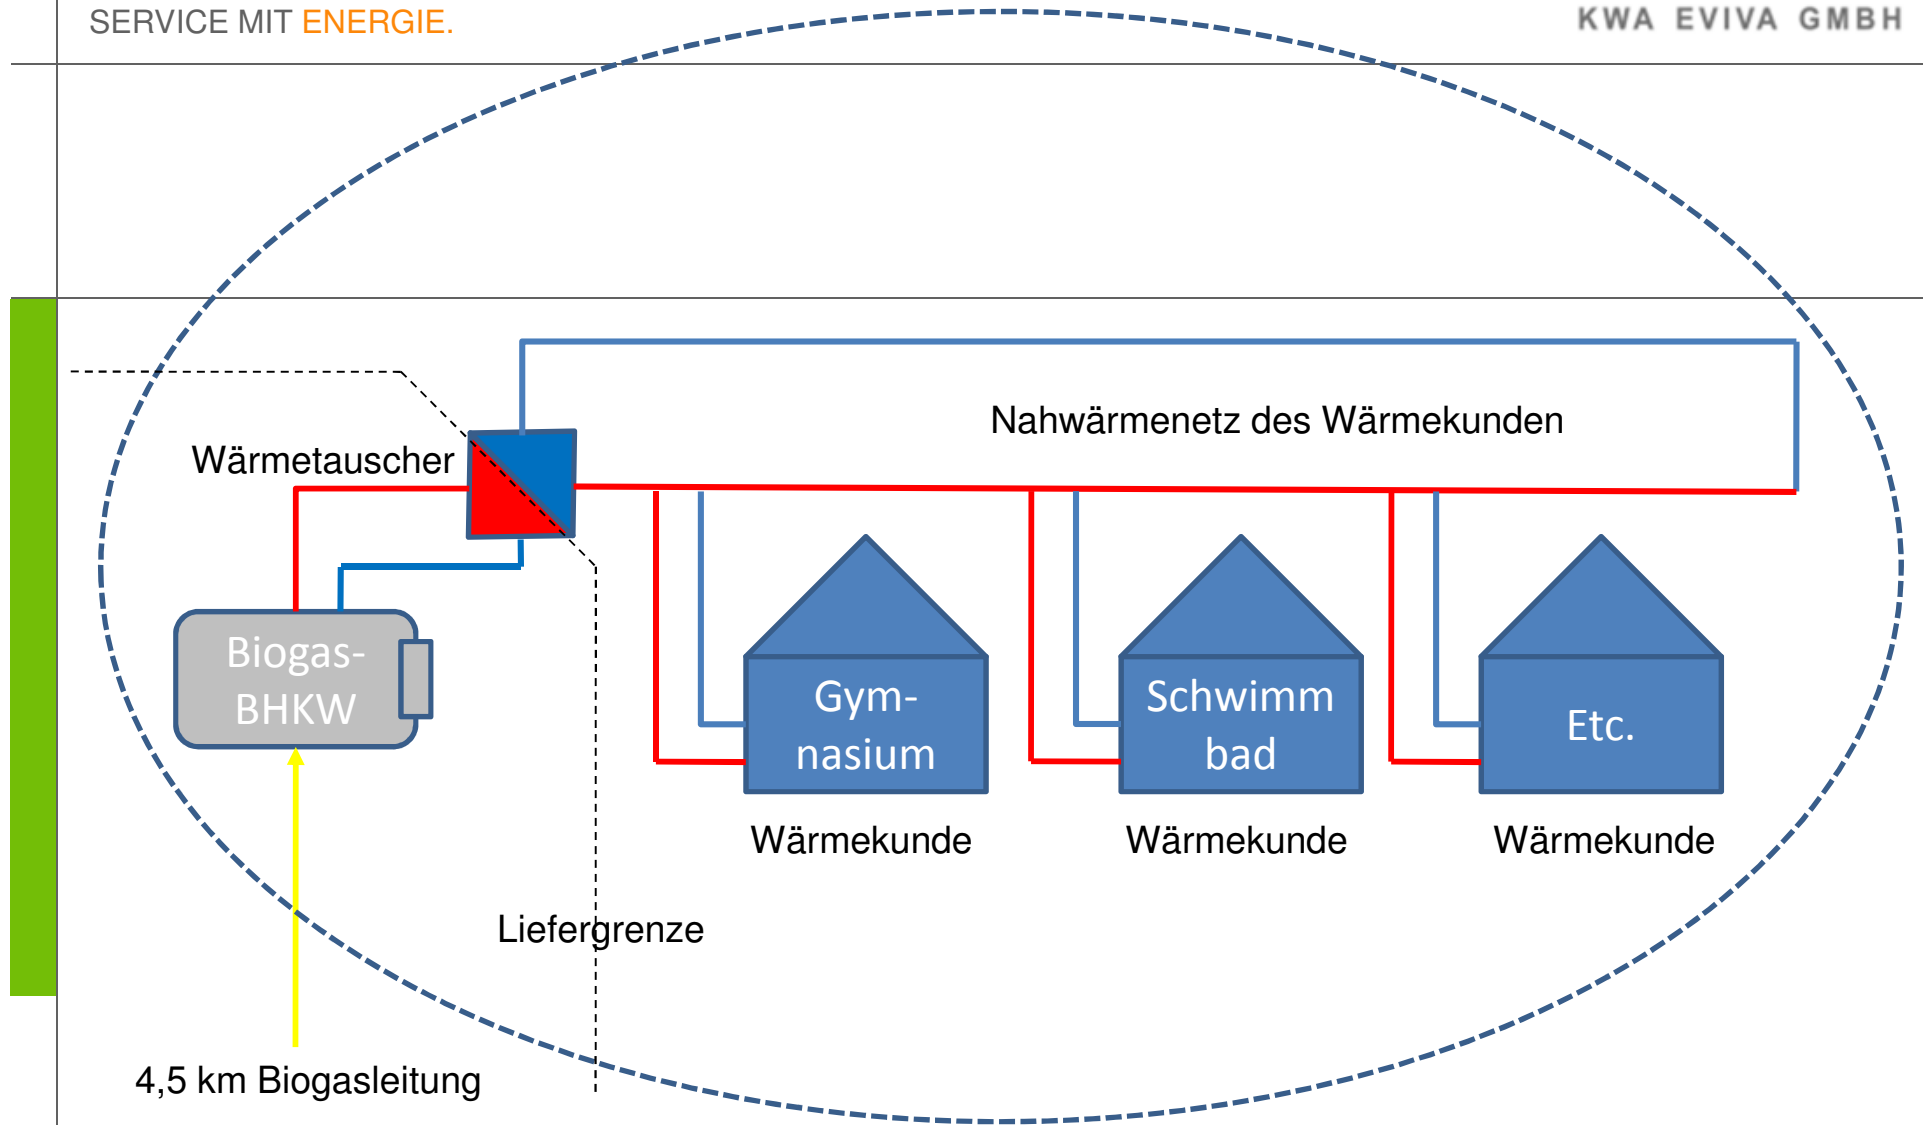 SERVICE MIT ENERGIE.
KWA EVIVA GMBH
Nahwärmenetz des Wärmekunden
Wärmetauscher
Biogas-
BHKW
Gym-
nasium
Schwimm
bad
Etc.
Wärmekunde
Wärmekunde
Wärmekunde
Liefergrenze
4,5 km Biogasleitung